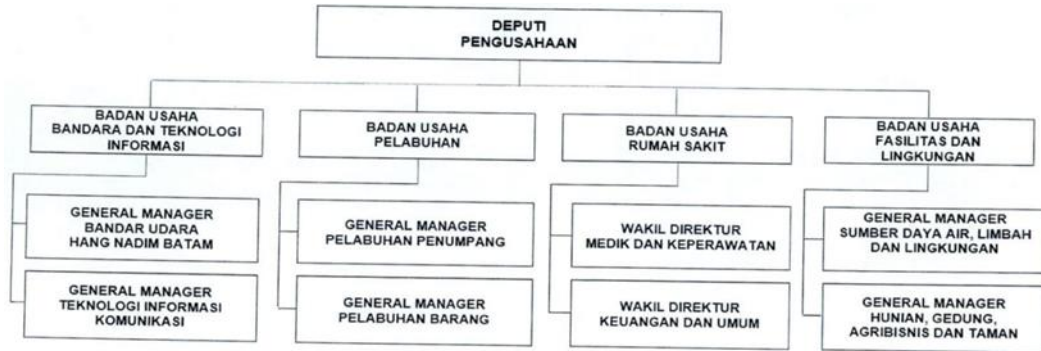 DEPUTI
PENGUSAHAAN
BADAN USAHA
BANDARA DAN TEKNOLOGI
INFORMASI
BADAN USAHA
PELABUHAN
BADAN USAHA
RUMAH SAKIT
BADAN USAHA
FASILITAS DAN
LINGKUNGAN
GENERAL MANAGER
BANDAR UDARA
HANG NADIM BATAM
GENERAL MANAGER
PELABUHAN PENUMPANG
WAKIL DIREKTUR
MEDIK DAN KEPERAWATAN
GENERAL MANAGER
SUMBER DAYA AIR, LIMBAH
DAN LINGKUNGAN
GENERAL MANAGER
TEKNOLOGI INFORMASI
KOMUNIKASI
GENERAL MANAGER
PELABUHAN BARANG
WAKIL DIREKTUR
KEUANGAN DAN UMUM
GENERAL MANAGER
HUNIAN, GEDUNG,
AGRIBISNIS DAN TAMAN